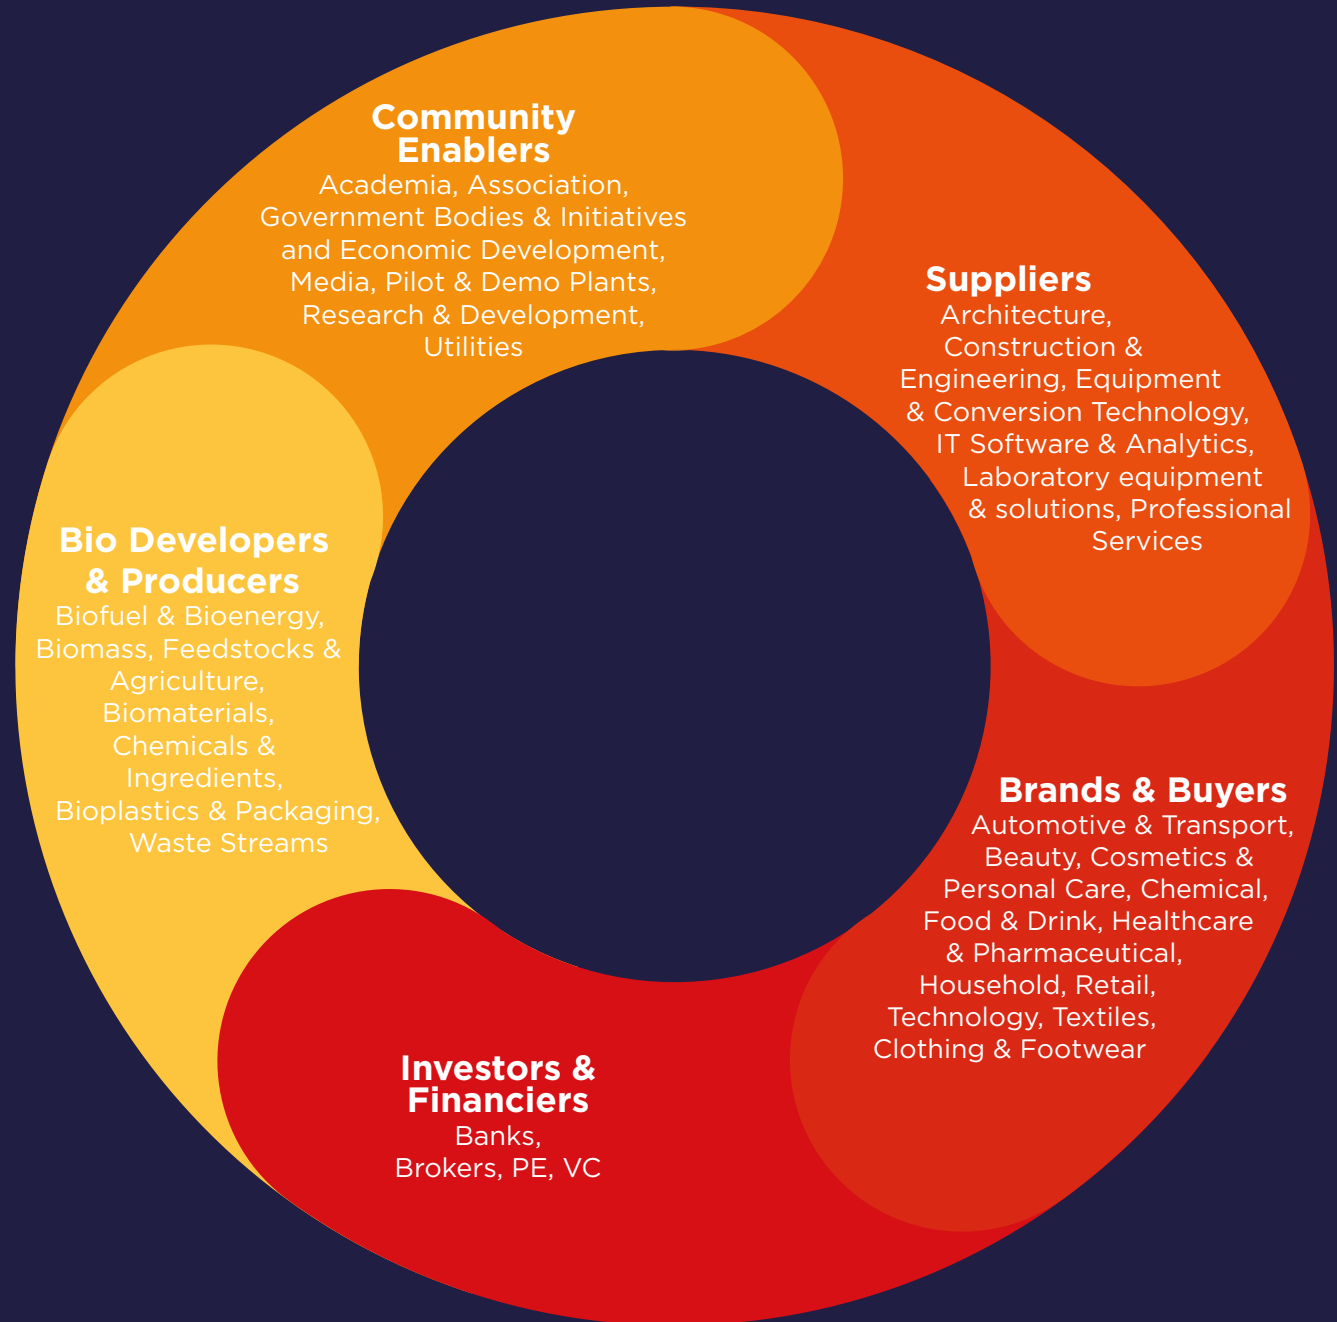 Community
Enablers
Academia, Association,
Government Bodies & Initiatives
and Economic Development,
Media, Pilot & Demo Plants,
Research & Development,
Utilities
Suppliers
Architecture,
Construction &
Engineering, Equipment
& Conversion Technology,
IT Software & Analytics,
Laboratory equipment
& solutions, Professional
Services
Brands & Buyers
Automotive & Transport,
Beauty, Cosmetics &
Personal Care, Chemical,
Food & Drink, Healthcare
& Pharmaceutical,
Household, Retail,
Technology, Textiles,
Clothing & Footwear
Investors &
Financiers
Banks,
Brokers, PE, VC
Bio Developers
& Producers
Biofuel & Bioenergy,
Biomass, Feedstocks &
Agriculture,
Biomaterials,
Chemicals &
Ingredients,
Bioplastics & Packaging,
Waste Streams